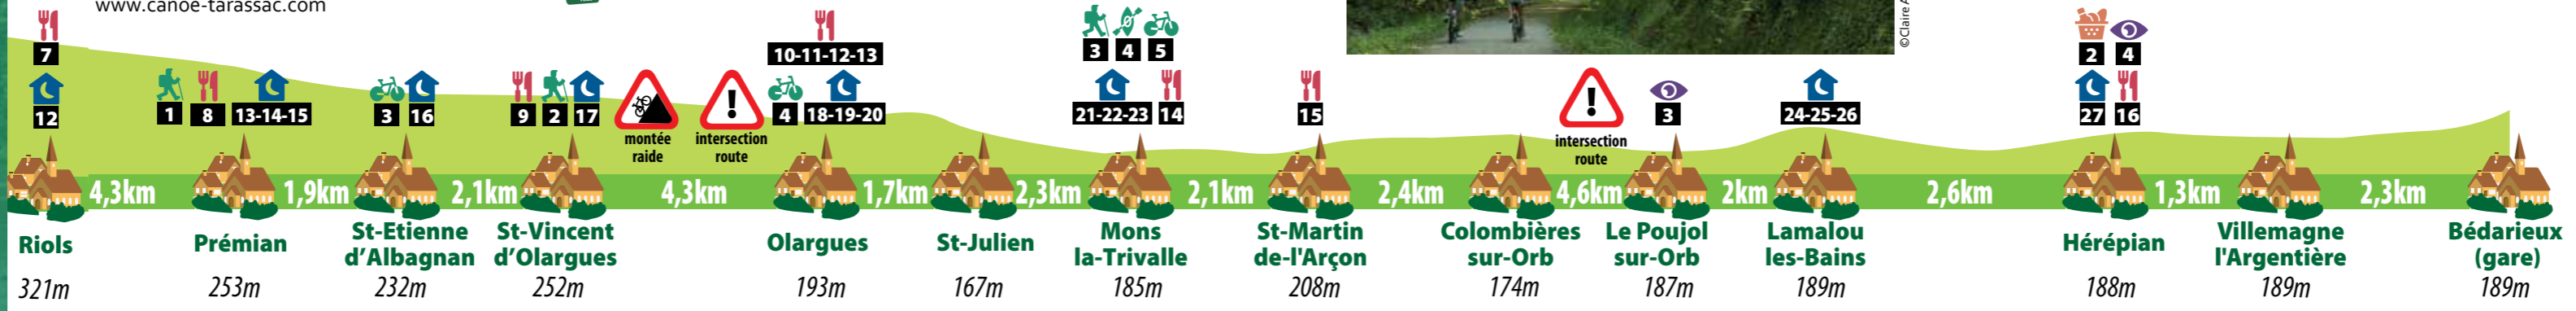 www.canoe-tarassac.com
©Claire A
7
12
1
8
13-14-15
3
16
9
2
17
montée
raide
intersection
route
10-11-12-13
4
18-19-20
3
4
5
21-22-23
14
15
intersection
route
3
24-25-26
2
4
27
16
4,3km
1,9km
2,1km
4,3km
1,7km
2,3km
2,1km
2,4km
4,6km
2km
2,6km
1,3km
2,3km
Riols
321m
Prémian
253m
St-Etienne
d'Albagnan
232m
St-Vincent
d'Olargues
252m
Olargues
193m
St-Julien
167m
Mons
la-Trivalle
185m
St-Martin
de-l'Arçon
208m
Colombières
sur-Orb
174m
Le Poujol
sur-Orb
187m
Lamalou
les-Bains
189m
Hérépian
188m
Villemagne
l'Argentière
189m
Bédarieux
(gare)
189m